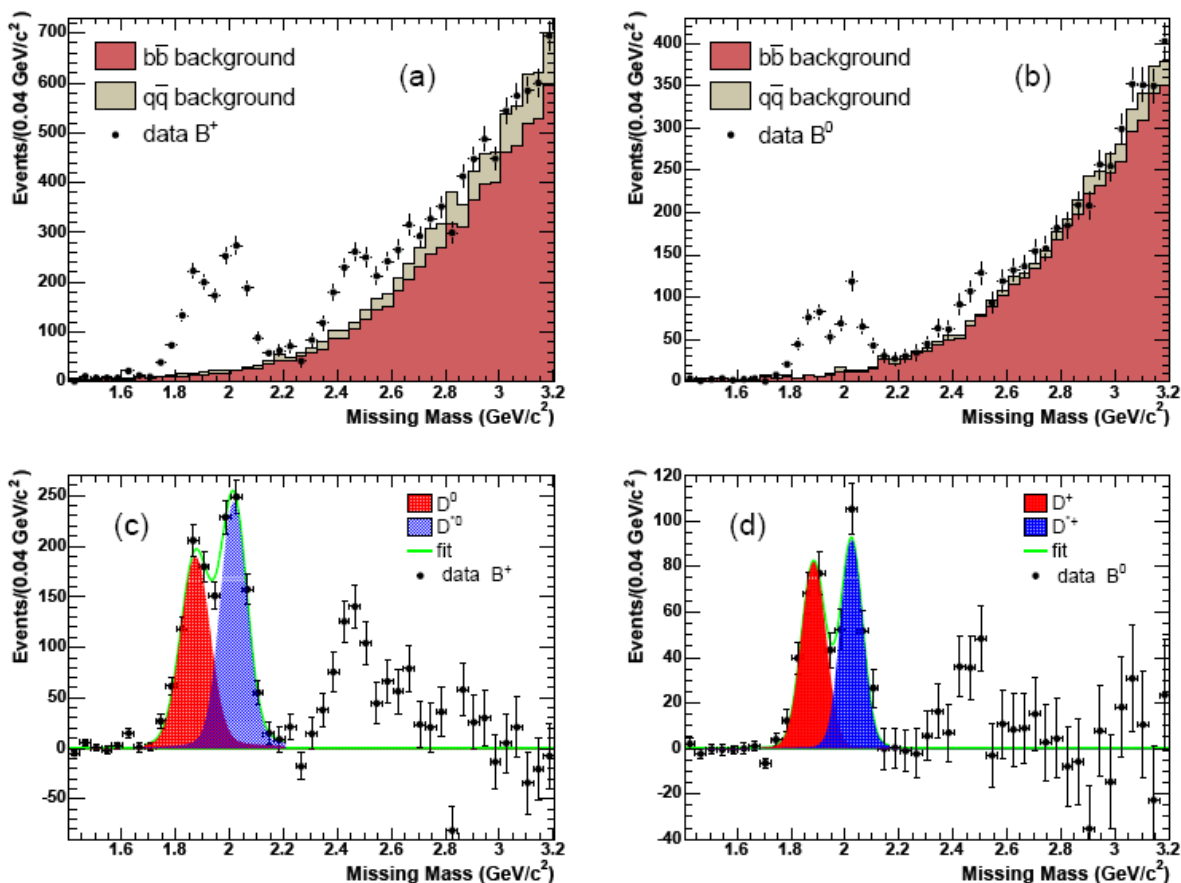 Events/(0.04 GeV/c²)
700
600
500
400
300
200
100
0
bb̅ background
qq̅ background
data B⁺
(a)
1.6 1.8 2 2.2 2.4 2.6 2.8 3 3.2
Missing Mass (GeV/c²)
Events/(0.04 GeV/c²)
400
350
300
250
200
150
100
50
0
bb̅ background
qq̅ background
data B⁰
(b)
1.6 1.8 2 2.2 2.4 2.6 2.8 3 3.2
Missing Mass (GeV/c²)
Events/(0.04 GeV/c²)
250
200
150
100
50
0
-50
(c)
D⁰
D*⁰
fit
data B⁺
1.6 1.8 2 2.2 2.4 2.6 2.8 3 3.2
Missing Mass (GeV/c²)
Events/(0.04 GeV/c²)
120
100
80
60
40
20
0
-20
-40
(d)
D⁺
D*⁺
fit
data B⁰
1.6 1.8 2 2.2 2.4 2.6 2.8 3 3.2
Missing Mass (GeV/c²)